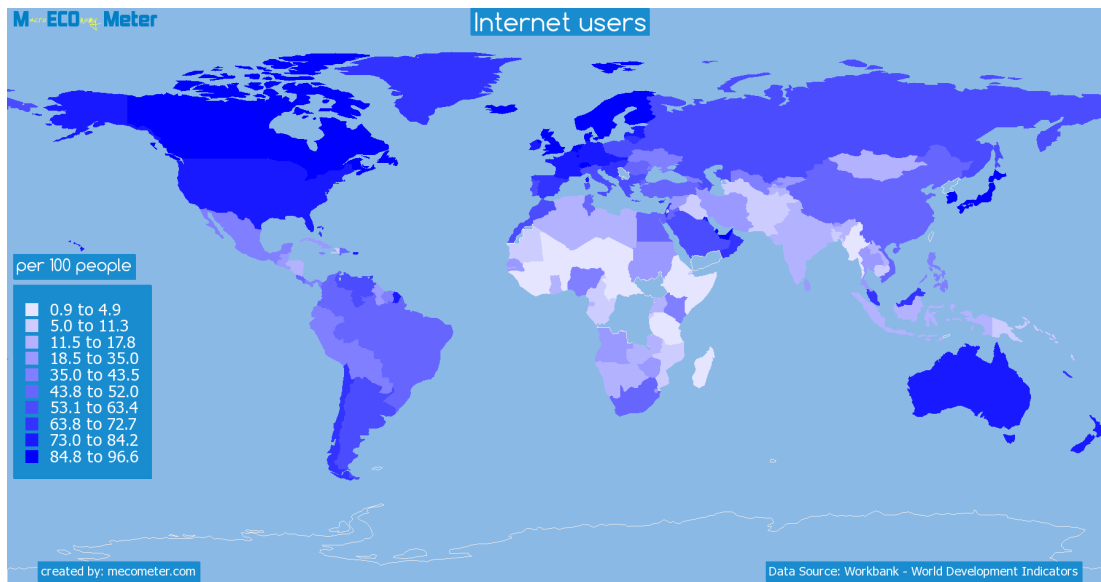 Macro ECO nomy Meter
Internet users
per 100 people
0.9 to 4.9
5.0 to 11.3
11.5 to 17.8
18.5 to 35.0
35.0 to 43.5
43.8 to 52.0
53.1 to 63.4
63.8 to 72.7
73.0 to 84.2
84.8 to 96.6
created by: mecometer.com
Data Source: Workbank - World Development Indicators